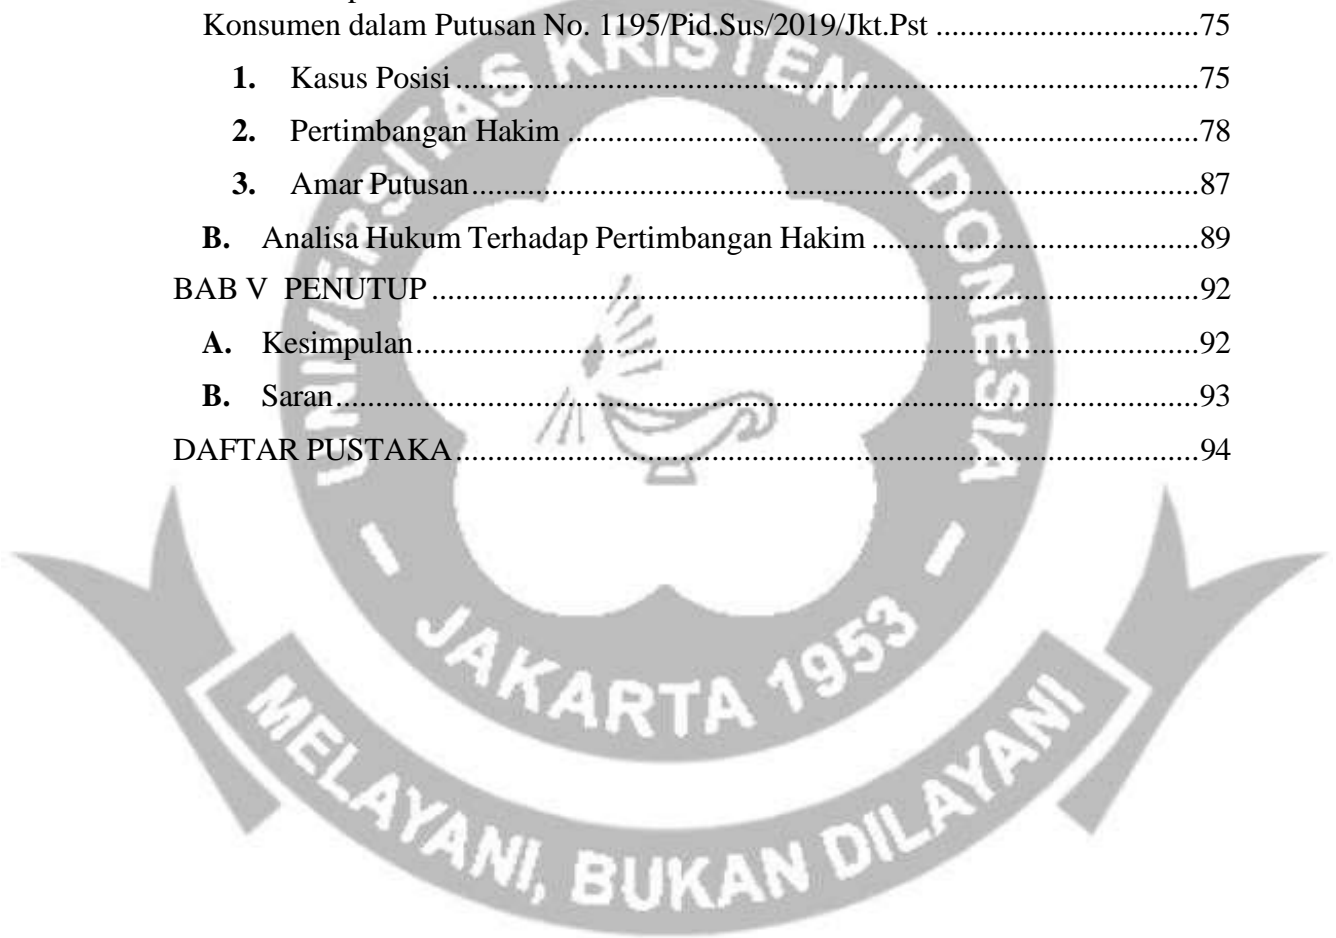 Konsumen dalam Putusan No. 1195/Pid.Sus/2019/Jkt.Pst ................................75
1. Kasus Posisi ................................75
2. Pertimbangan Hakim ................................78
3. Amar Putusan ................................87
B. Analisa Hukum Terhadap Pertimbangan Hakim ................................89
BAB V PENUTUP ................................92
A. Kesimpulan ................................92
B. Saran ................................93
DAFTAR PUSTAKA ................................94
UNIVERSITAS KRISTEN INDONESIA
- JAKARTA 1953 -
MELAYANI, BUKAN DILAYANI